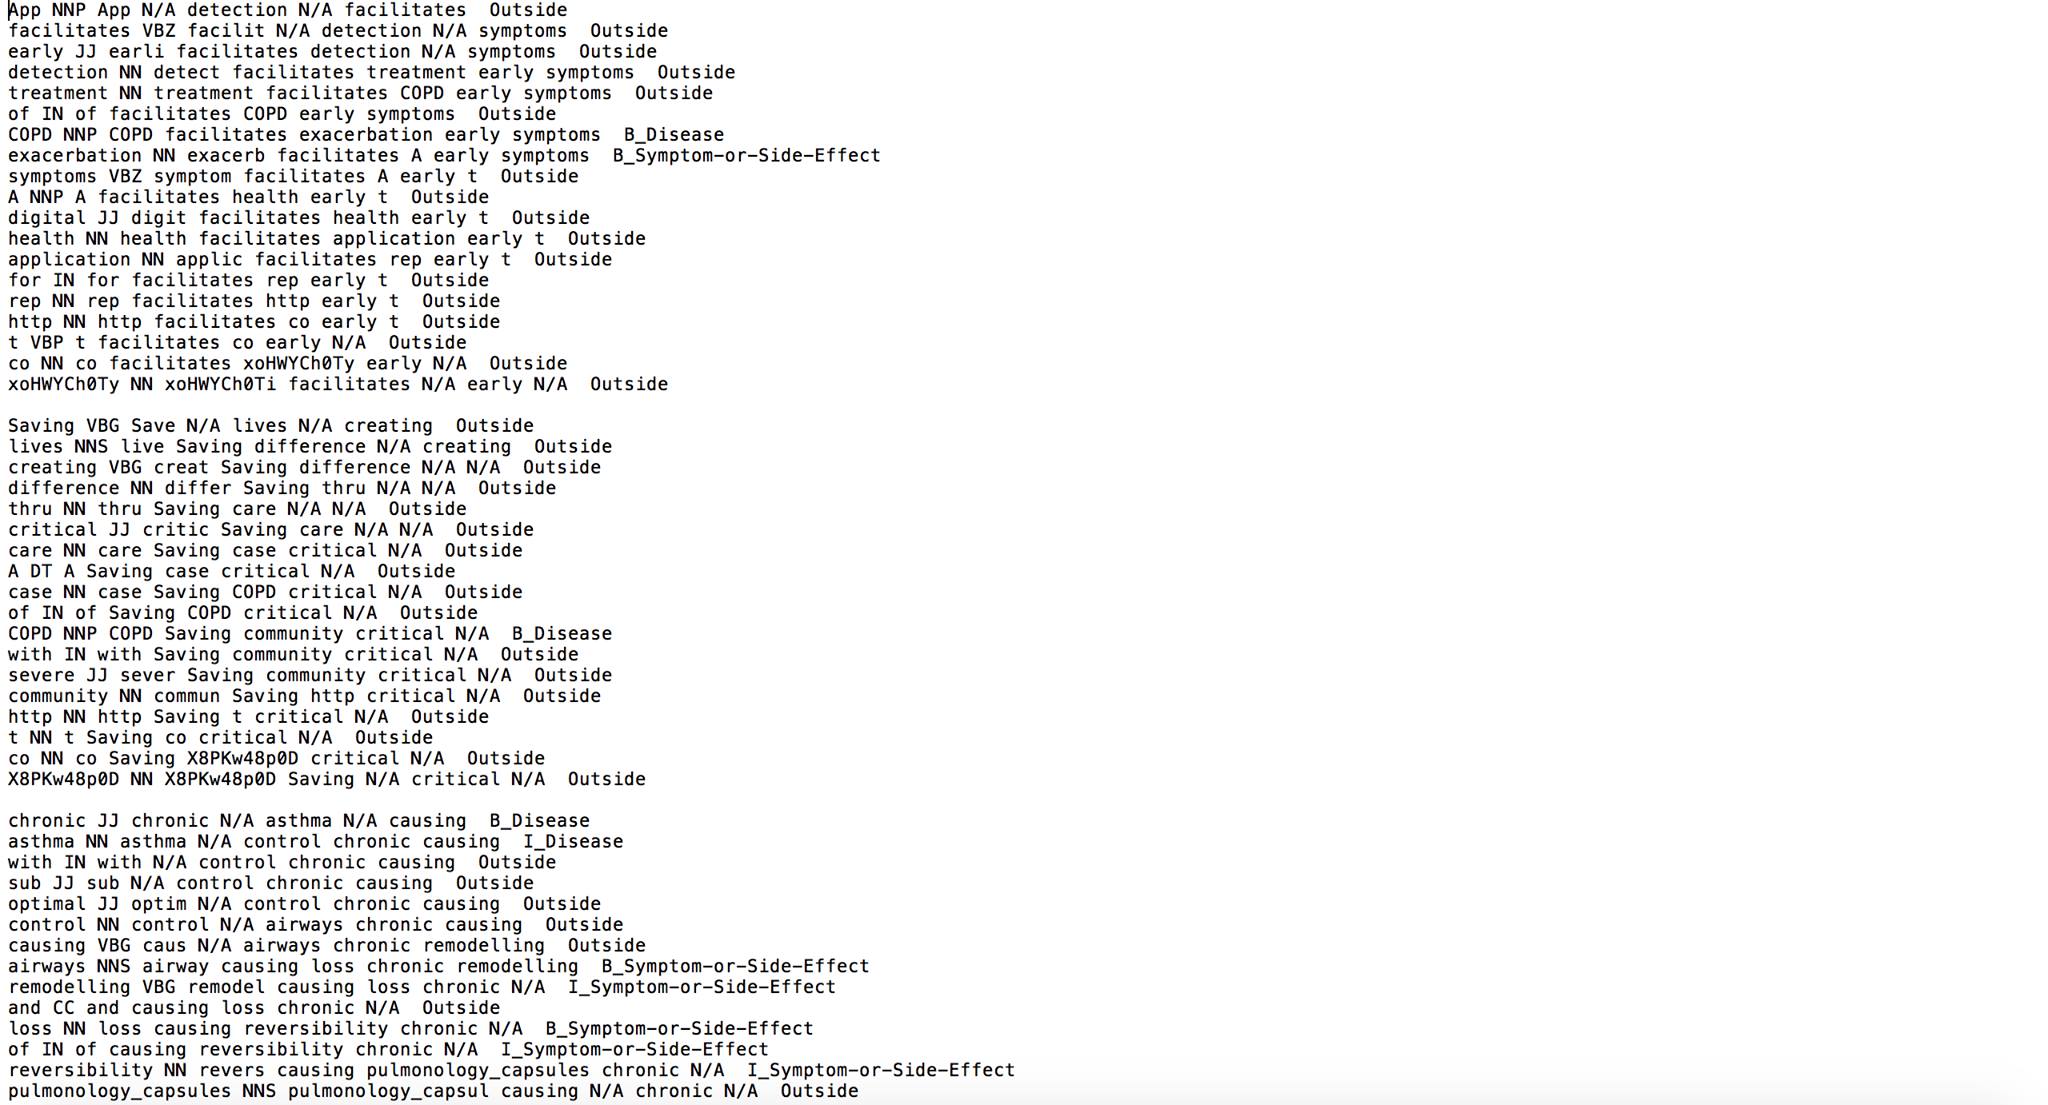 App NNP App N/A detection N/A facilitates  Outside
facilitates VBZ facilit N/A detection N/A symptoms  Outside
early JJ earli facilitates detection N/A symptoms  Outside
detection NN detect facilitates treatment early symptoms  Outside
treatment NN treatment facilitates COPD early symptoms  Outside
of IN of facilitates COPD early symptoms  Outside
COPD NNP COPD facilitates exacerbation early symptoms  B_Disease
exacerbation NN exacerb facilitates A early symptoms  B_Symptom-or-Side-Effect
symptoms VBZ symptom facilitates A early t  Outside
A NNP A facilitates health early t  Outside
digital JJ digit facilitates health early t  Outside
health NN health facilitates application early t  Outside
application NN applic facilitates rep early t  Outside
for IN for facilitates rep early t  Outside
rep NN rep facilitates http early t  Outside
http NN http facilitates co early t  Outside
t VBP t facilitates co early N/A  Outside
co NN co facilitates xoHWYCh0Ty early N/A  Outside
xoHWYCh0Ty NN xoHWYCh0Ti facilitates N/A early N/A  Outside

Saving VBG Save N/A lives N/A creating  Outside
lives NNS live Saving difference N/A creating  Outside
creating VBG creat Saving difference N/A N/A  Outside
difference NN differ Saving thru N/A N/A  Outside
thru NN thru Saving care N/A N/A  Outside
critical JJ critic Saving care N/A N/A  Outside
care NN care Saving case critical N/A  Outside
A DT A Saving case critical N/A  Outside
case NN case Saving COPD critical N/A  Outside
of IN of Saving COPD critical N/A  Outside
COPD NNP COPD Saving community critical N/A  B_Disease
with IN with Saving community critical N/A  Outside
severe JJ sever Saving community critical N/A  Outside
community NN commun Saving http critical N/A  Outside
http NN http Saving t critical N/A  Outside
t NN t Saving co critical N/A  Outside
co NN co Saving X8PKw48p0D critical N/A  Outside
X8PKw48p0D NN X8PKw48p0D Saving N/A critical N/A  Outside

chronic JJ chronic N/A asthma N/A causing  B_Disease
asthma NN asthma N/A control chronic causing  I_Disease
with IN with N/A control chronic causing  Outside
sub JJ sub N/A control chronic causing  Outside
optimal JJ optim N/A control chronic causing  Outside
control NN control N/A airways chronic causing  Outside
causing VBG caus N/A airways chronic remodelling  Outside
airways NNS airway causing loss chronic remodelling  B_Symptom-or-Side-Effect
remodelling VBG remodel causing loss chronic N/A  I_Symptom-or-Side-Effect
and CC and causing loss chronic N/A  Outside
loss NN loss causing reversibility chronic N/A  B_Symptom-or-Side-Effect
of IN of causing reversibility chronic N/A  I_Symptom-or-Side-Effect
reversibility NN revers causing pulmonology_capsules chronic N/A  I_Symptom-or-Side-Effect
pulmonology_capsules NNS pulmonology_capsul causing N/A chronic N/A  Outside